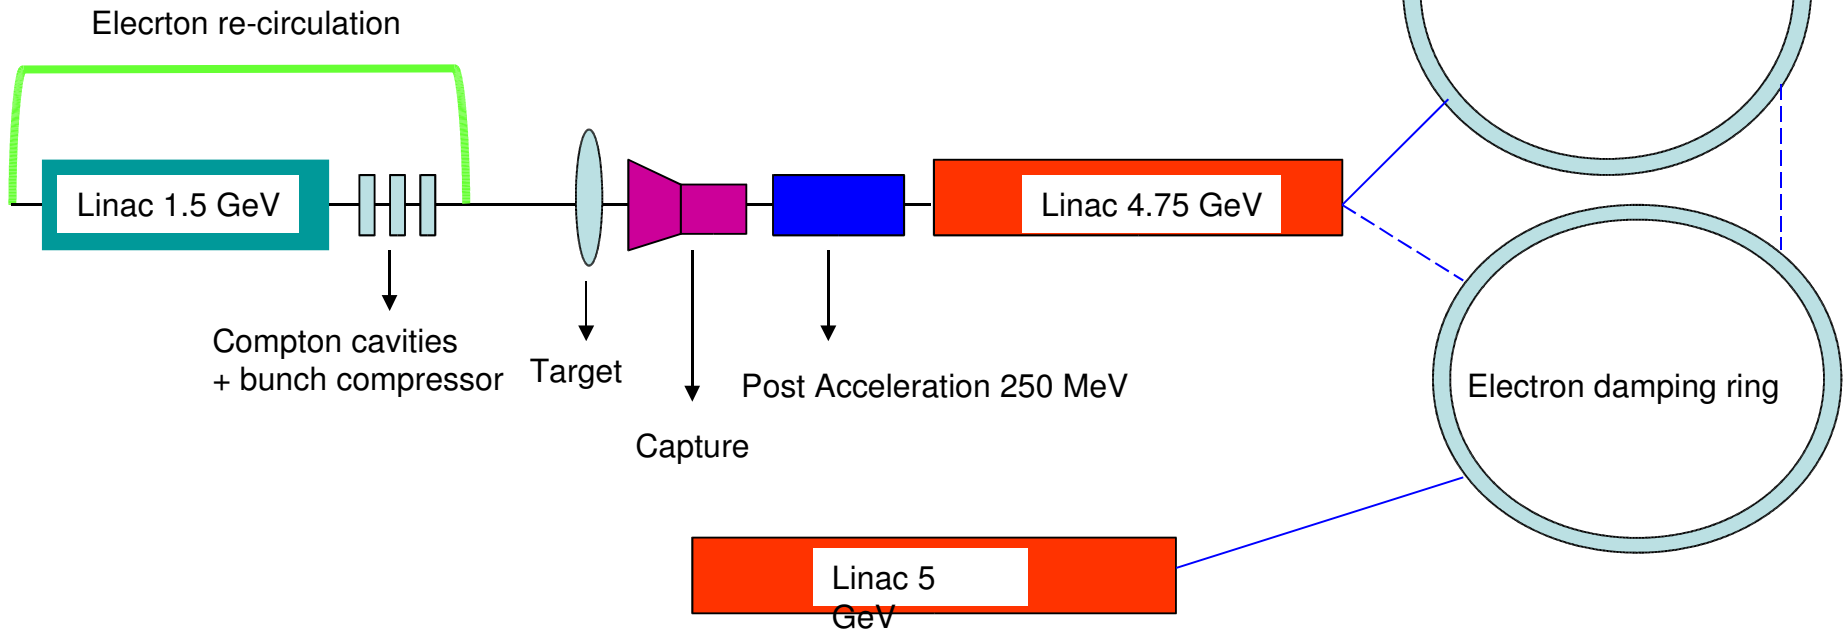 Elecrton re-circulation
Linac 1.5 GeV
Linac 4.75 GeV
Compton cavities
+ bunch compressor
Target
Post Acceleration 250 MeV
Electron damping ring
Capture
Linac 5
GeV